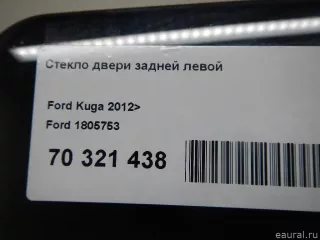 Стекло двери задней левой
Ford Kuga 2012>
Ford 1805753
70 321 438
eaural.ru